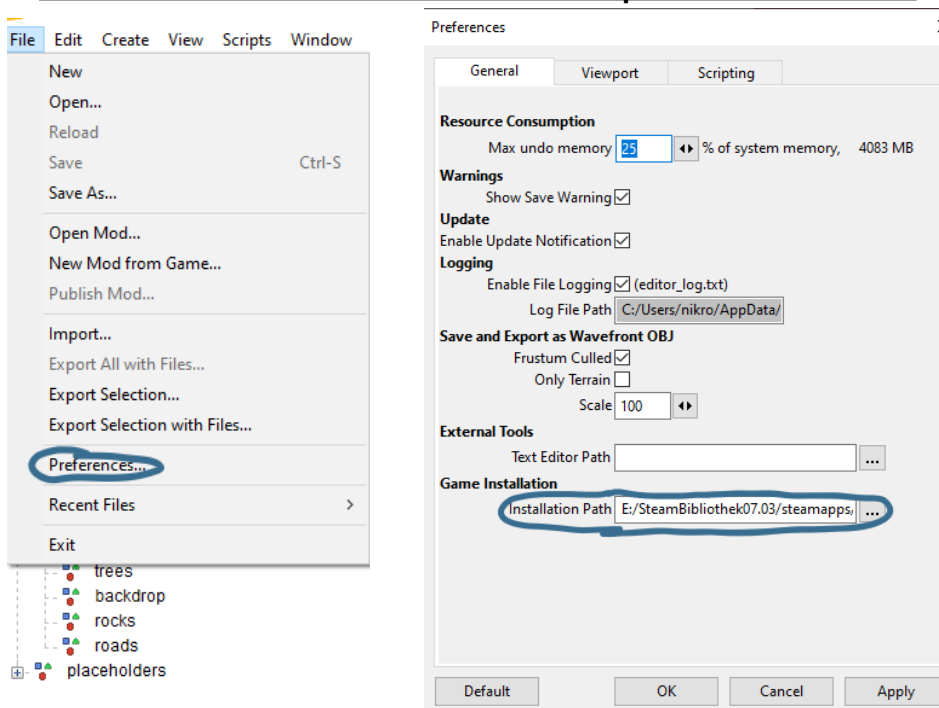 File Edit Create View Scripts Window
New
Open...
Reload
Save Ctrl-S
Save As...
Open Mod...
New Mod from Game...
Publish Mod...
Import...
Export All with Files...
Export Selection...
Export Selection with Files...
Preferences...
Recent Files >
Exit
trees
backdrop
rocks
roads
placeholders
Preferences
General Viewport Scripting
Resource Consumption
Max undo memory 25 % of system memory, 4083 MB
Warnings
Show Save Warning
Update
Enable Update Notification
Logging
Enable File Logging (editor_log.txt)
Log File Path C:/Users/nikro/AppData/
Save and Export as Wavefront OBJ
Frustum Culled
Only Terrain
Scale 100
External Tools
Text Editor Path ...
Game Installation
Installation Path E:/SteamBibliothek07.03/steamapps/ ...
Default OK Cancel Apply